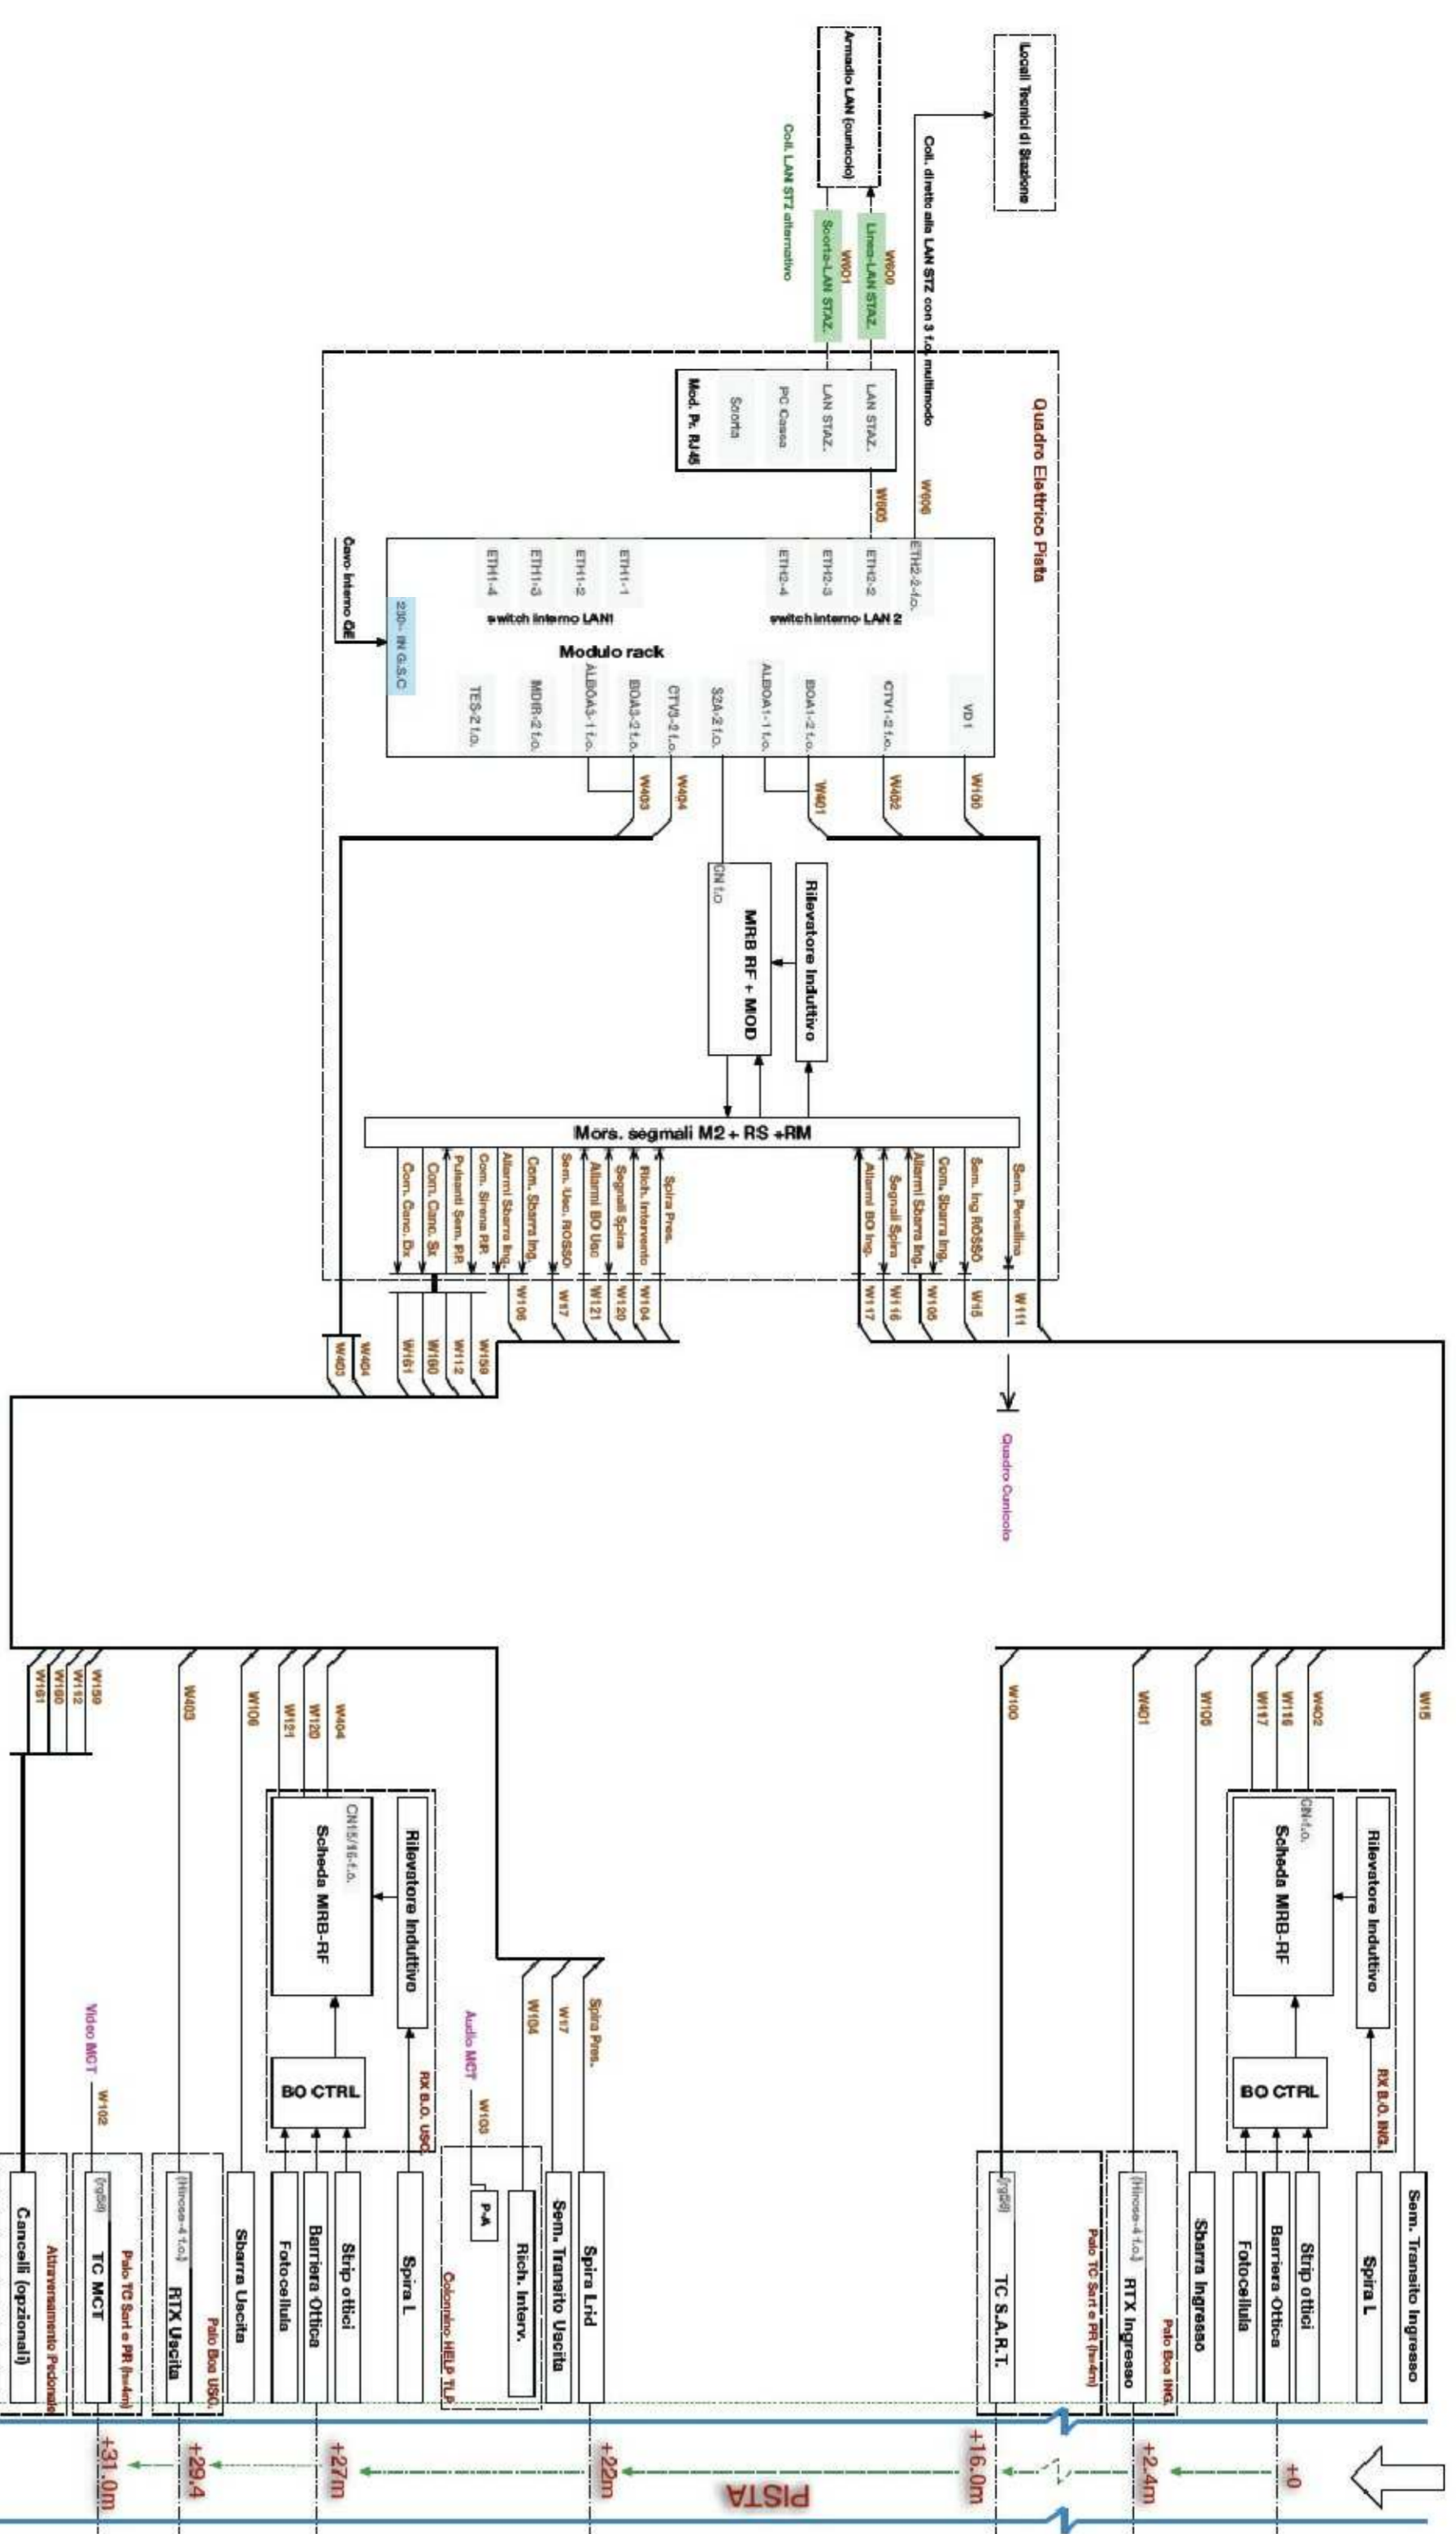 Locali Tecnici di Stazione
Armadio LAN (cunicolo)
Coll. diretto alla LAN STZ con 3 f.o. multimodo
W600
Linea-LAN STAZ.
W601
Scorta-LAN STAZ.
Coll. LAN STZ alternativo
Quadro Elettrico Pista
LAN STAZ.
LAN STAZ.
PC Cassa
Scorta
Mod. Pr. RJ45
W606
W605
ETH2-2-f.o.
ETH2-2
ETH2-3
ETH2-4
switch interno LAN 2
ETH1-1
ETH1-2
ETH1-3
ETH1-4
switch interno LAN1
Modulo rack
Cavo Interno QE
230~ IN G.S.C
VD1
CTV1-2 f.o.
BOA1-2 f.o.
ALBOA1-1 f.o.
S2A-2 f.o.
CTV3-2 f.o.
BOA3-2 f.o.
ALBOA3-1 f.o.
MDIR-2 f.o.
TES-2 f.o.
W100
W402
W401
W404
W403
Rilevatore Induttivo
MRB RF + MOD
CN f.o
Mors. segmali M2 + RS +RM
Sem. Pensilina
Sem. Ing ROSSO
Com. Sbarra Ing.
Allarmi Sbarra Ing.
Segnali Spira
Allarmi BO Ing.
Spira Pres.
Rich. Intervento
Segnali Spira
Allarmi BO Usc
Sem. Usc. ROSSO
Com. Sbarra Ing.
Allarmi Sbarra Ing.
Com. Sirena P.P.
Pulsanti Sem. P.P.
Com. Canc. Sx
Com. Canc. Dx
W111
W15
W105
W116
W117
W104
W120
W121
W17
W106
W159
W112
W160
W161
W404
W403
Quadro Cunicolo
W15
W402
W116
W117
W105
W401
W100
W404
W120
W121
W106
W403
W159
W112
W160
W161
Rilevatore Induttivo
CN-f.o.
Scheda MRB-RF
BO CTRL
RX B.O. ING.
Sem. Transito Ingresso
Spira L
Strip ottici
Barriera Ottica
Fotocellula
Sbarra Ingresso
Palo Boa ING.
(Hirose-4 f.o.)
RTX Ingresso
Palo TC Sart e PR (h=4m)
(rg59)
TC S.A.R.T.
Spira Pres.
W17
W104
Spira Lrid
Sem. Transito Uscita
Rich. Interv.
Audio MCT
W103
P-A
Colonnino HELP TLP
Rilevatore Induttivo
CN15/16-f.o.
Scheda MRB-RF
BO CTRL
RX B.O. USC.
Spira L
Strip ottici
Barriera Ottica
Fotocellula
Sbarra Uscita
Palo Boa USC.
(Hirose-4 f.o.)
RTX Uscita
Palo TC Sart e PR (h=4m)
Video MCT
W102
(rg59)
TC MCT
Attraversamento Pedonale
Cancelli (opzionali)
+0
+2.4m
+16.0m
PISTA
+22m
+27m
+29.4
+31.0m